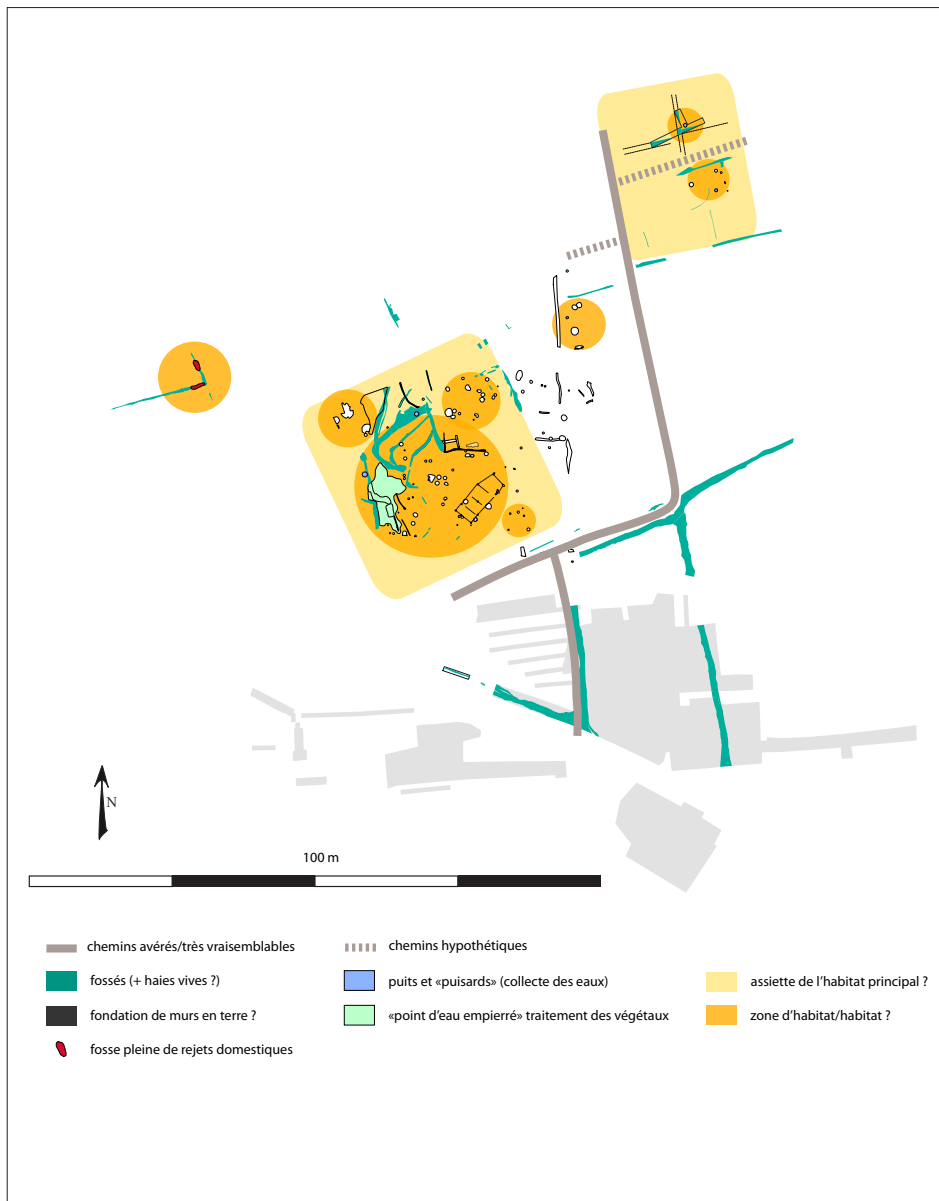 N
100 m
chemins avérés/très vraisemblables
chemins hypothétiques
fossés (+ haies vives ?)
puits et «puisards» (collecte des eaux)
assiette de l'habitat principal ?
fondation de murs en terre ?
«point d'eau empierré» traitement des végétaux
zone d'habitat/habitat ?
fosse pleine de rejets domestiques